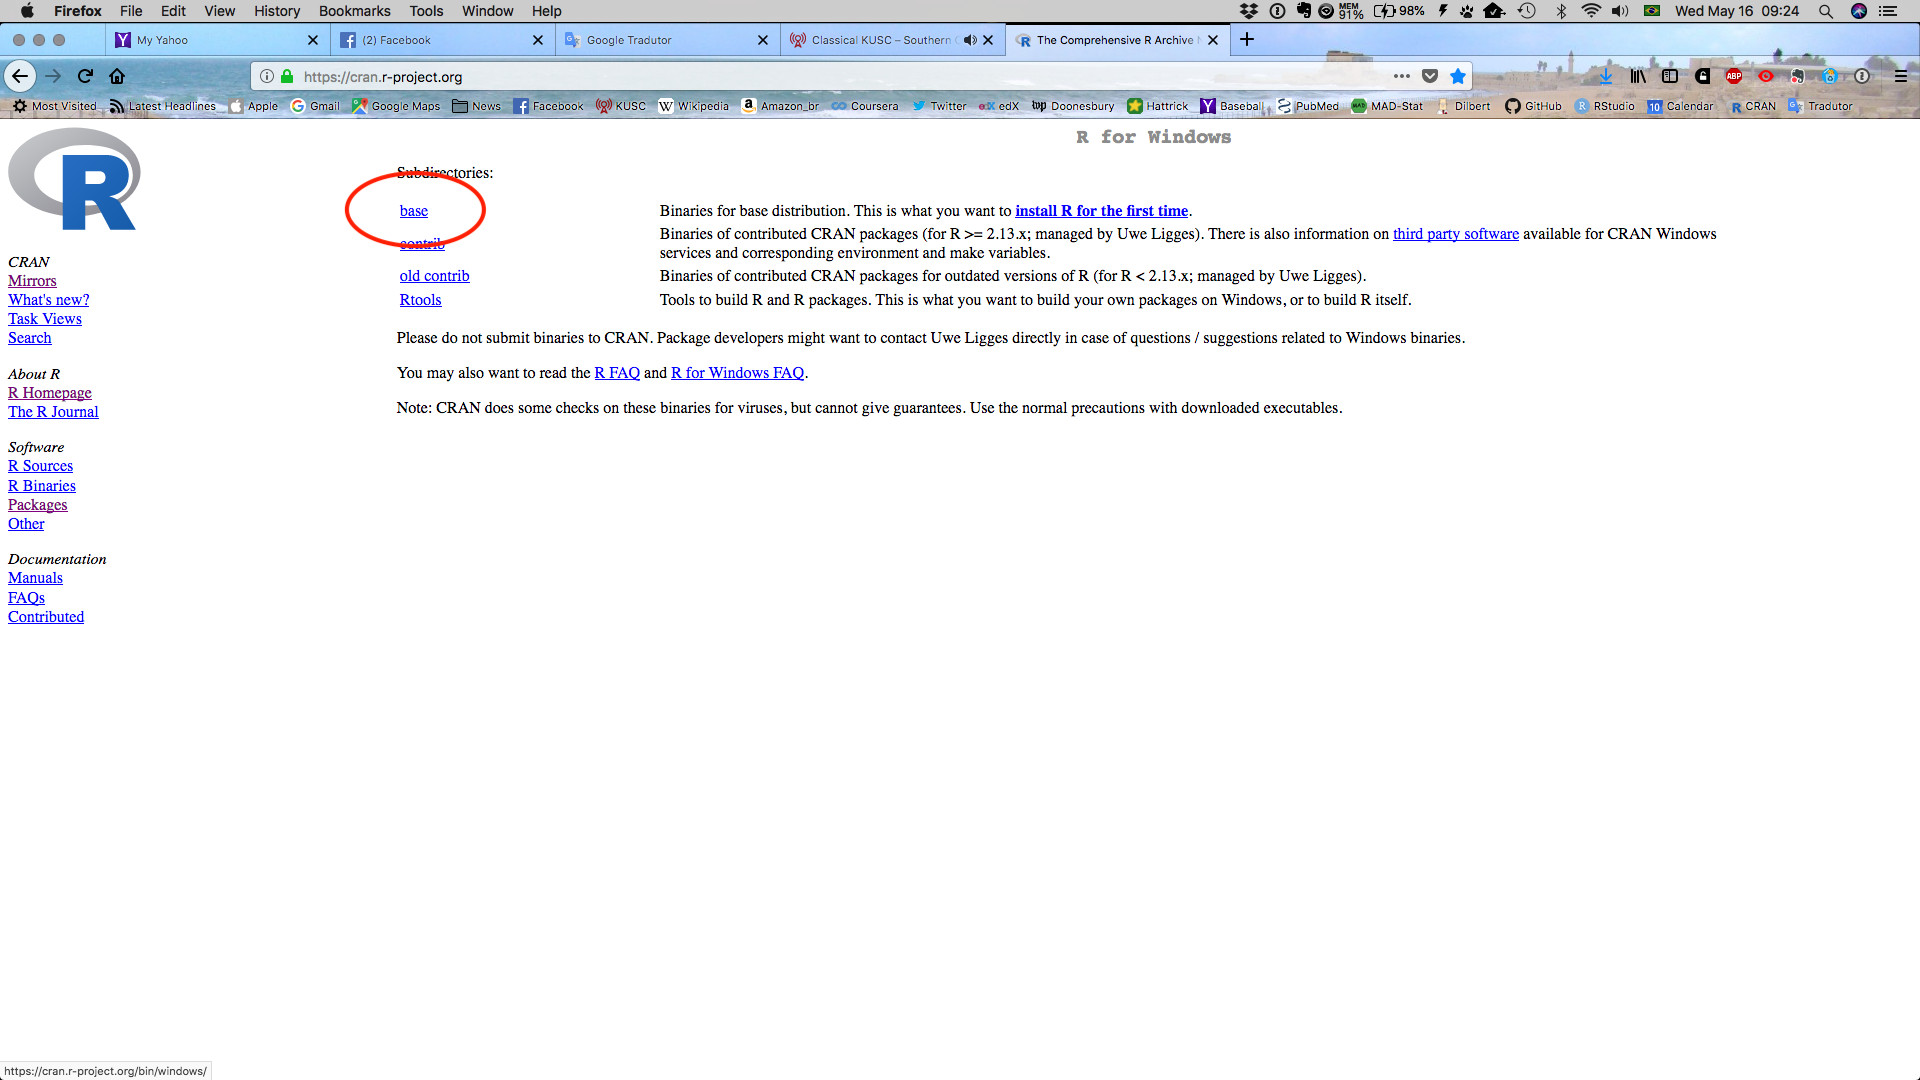 Firefox File Edit View History Bookmarks Tools Window Help MEM 91% 98% Wed May 16 09:24
My Yahoo (2) Facebook Google Tradutor Classical KUSC – Southern The Comprehensive R Archive
https://cran.r-project.org
Most Visited Latest Headlines Apple Gmail Google Maps News Facebook KUSC Wikipedia Amazon_br Coursera Twitter edX Doonesbury Hattrick Baseball PubMed MAD-Stat Dilbert GitHub RStudio Calendar CRAN Tradutor
R for Windows
Subdirectories:
base Binaries for base distribution. This is what you want to install R for the first time.
contrib Binaries of contributed CRAN packages (for R >= 2.13.x; managed by Uwe Ligges). There is also information on third party software available for CRAN Windows
services and corresponding environment and make variables.
old contrib Binaries of contributed CRAN packages for outdated versions of R (for R < 2.13.x; managed by Uwe Ligges).
Rtools Tools to build R and R packages. This is what you want to build your own packages on Windows, or to build R itself.
Please do not submit binaries to CRAN. Package developers might want to contact Uwe Ligges directly in case of questions / suggestions related to Windows binaries.
You may also want to read the R FAQ and R for Windows FAQ.
Note: CRAN does some checks on these binaries for viruses, but cannot give guarantees. Use the normal precautions with downloaded executables.
R
CRAN
Mirrors
What's new?
Task Views
Search
About R
R Homepage
The R Journal
Software
R Sources
R Binaries
Packages
Other
Documentation
Manuals
FAQs
Contributed
https://cran.r-project.org/bin/windows/